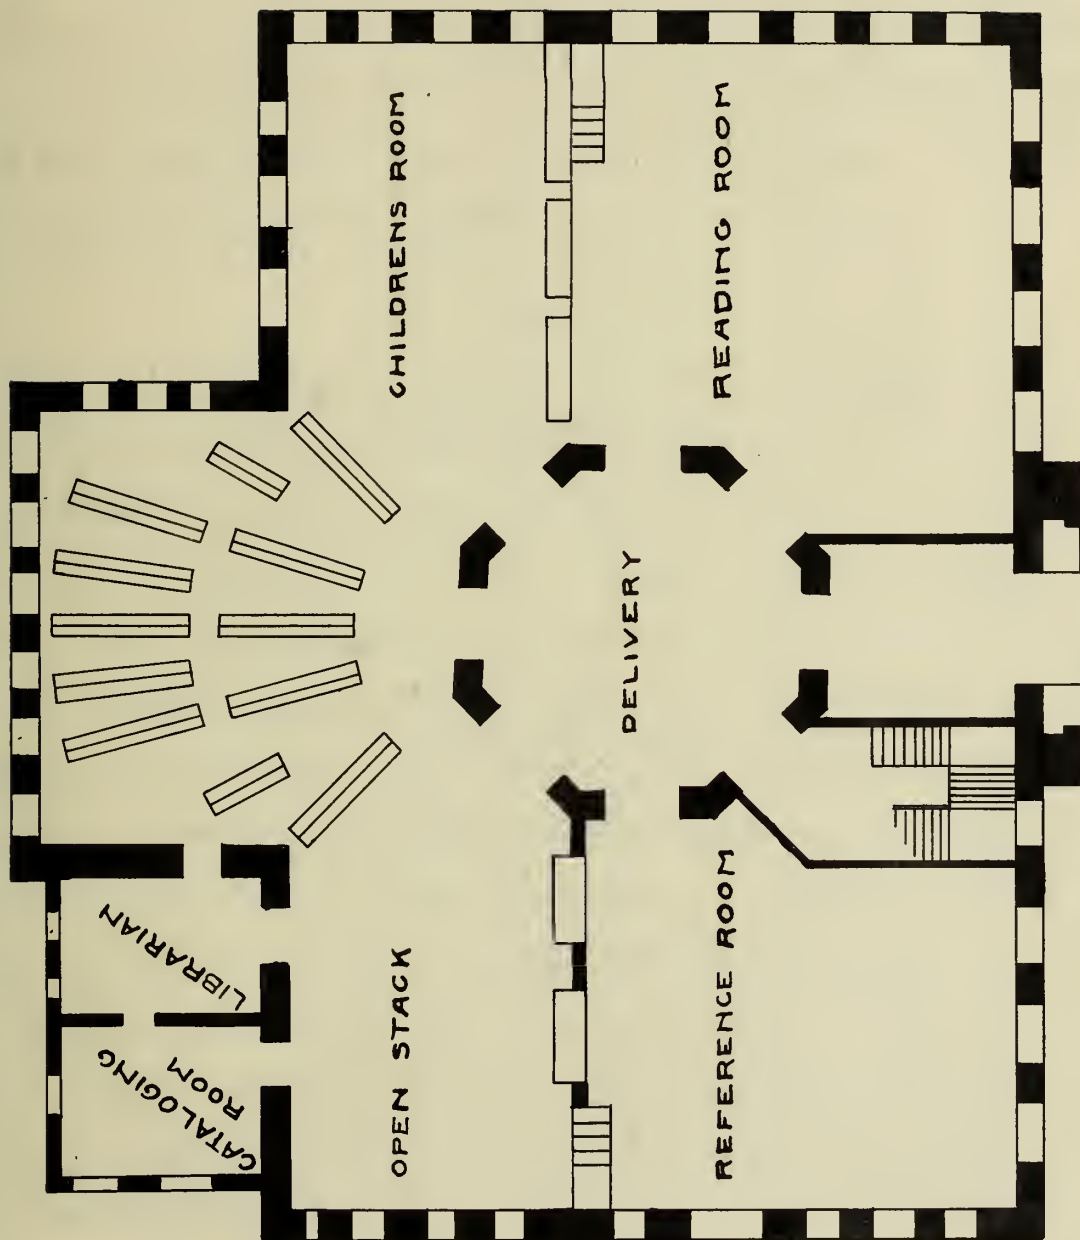 CHILDRENS ROOM
READING ROOM
DELIVERY
LIBRARIAN
CATALOGING
ROOM
OPEN STACK
REFERENCE ROOM